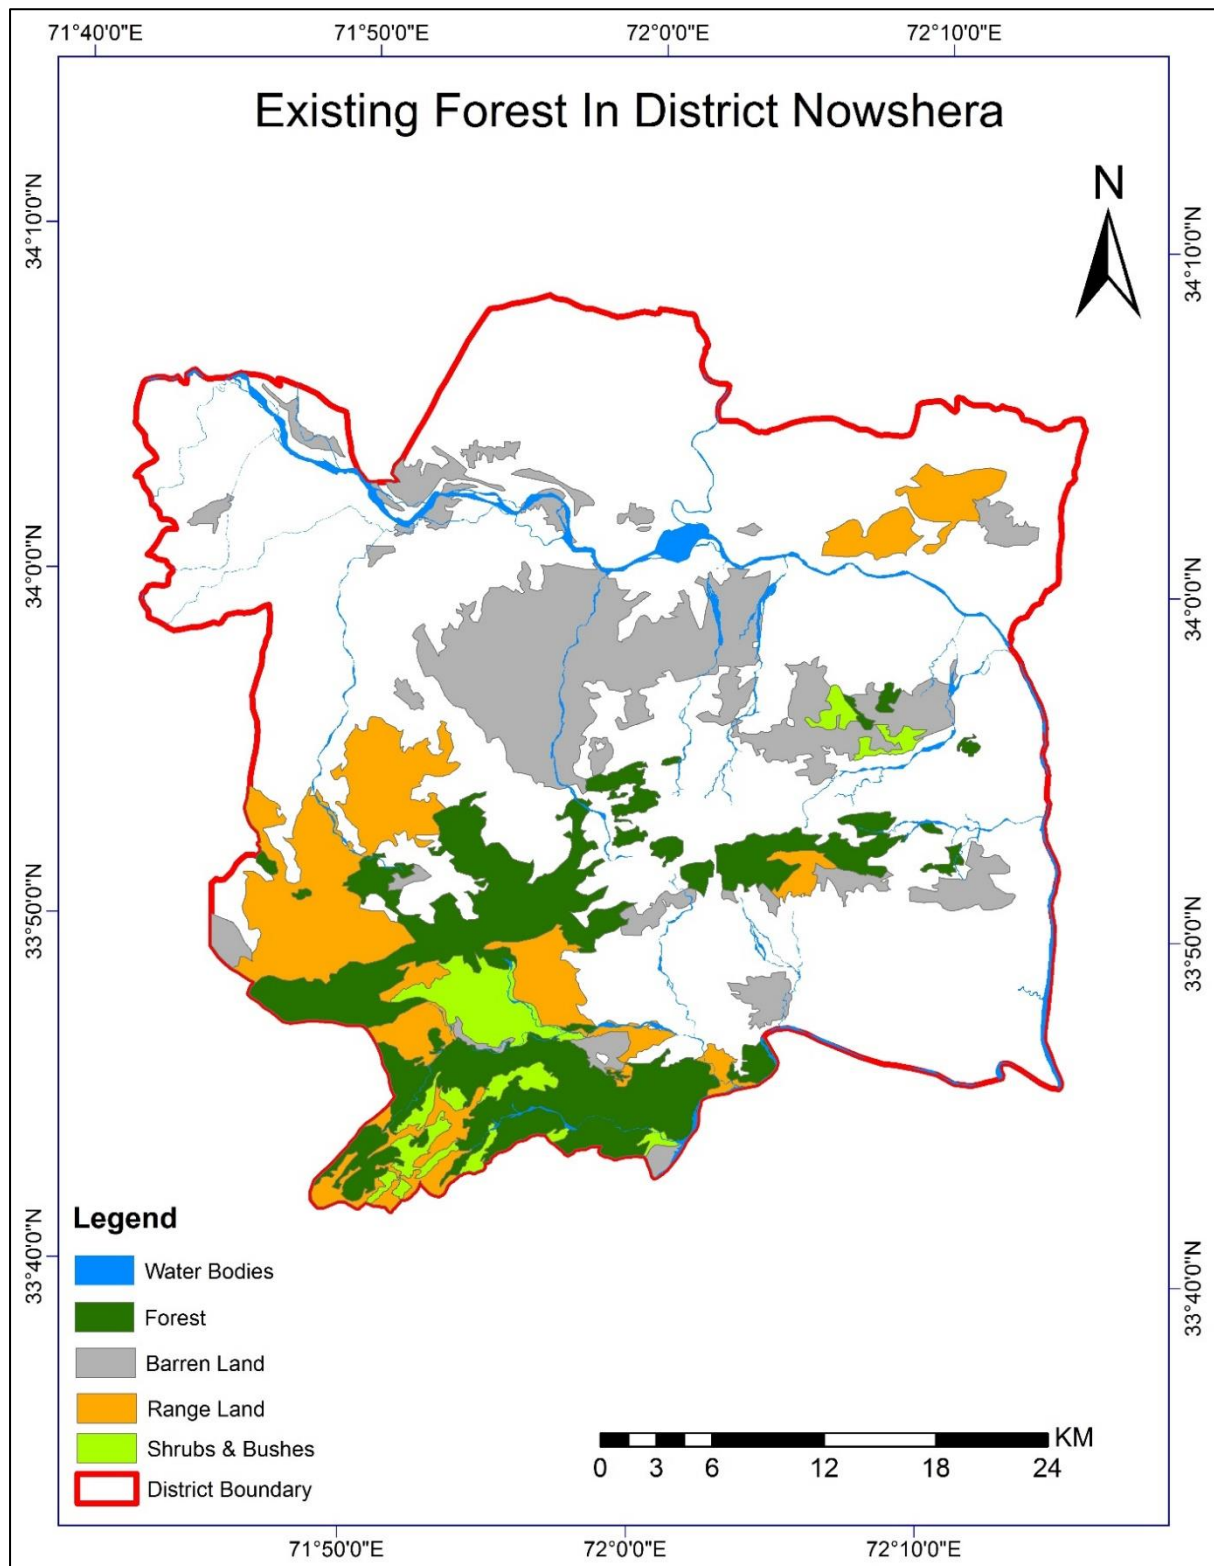 71°40'0"E 71°50'0"E 72°0'0"E 72°10'0"E
Existing Forest In District Nowshera
N
34°10'0"N
34°10'0"N
34°0'0"N
34°0'0"N
33°50'0"N
33°50'0"N
33°40'0"N
33°40'0"N
Legend
Water Bodies
Forest
Barren Land
Range Land
Shrubs & Bushes
District Boundary
KM
0 3 6 12 18 24
71°50'0"E 72°0'0"E 72°10'0"E